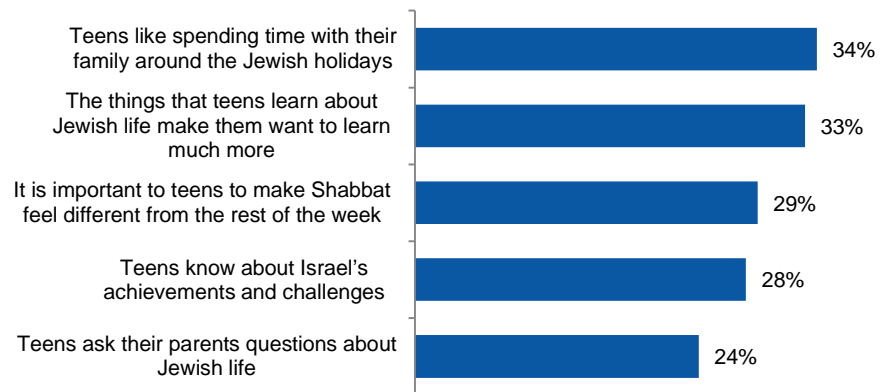 Teens like spending time with their
family around the Jewish holidays
34%
The things that teens learn about
Jewish life make them want to learn
much more
33%
It is important to teens to make Shabbat
feel different from the rest of the week
29%
Teens know about Israel’s
achievements and challenges
28%
Teens ask their parents questions about
Jewish life
24%